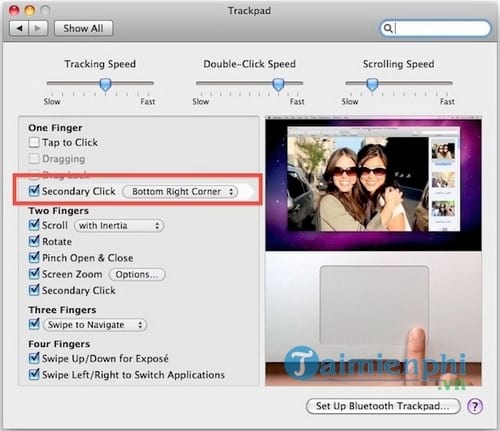 Trackpad
Show All
Tracking Speed
Double-Click Speed
Scrolling Speed
Slow Fast
Slow Fast
Slow Fast
One Finger
Tap to Click
Dragging
Drag Lock
Secondary Click Bottom Right Corner
Two Fingers
Scroll with Inertia
Rotate
Pinch Open & Close
Screen Zoom Options...
Secondary Click
Three Fingers
Swipe to Navigate
Four Fingers
Swipe Up/Down for Exposé
Swipe Left/Right to Switch Applications
Taimienphi
.vn
Set Up Bluetooth Trackpad... ?